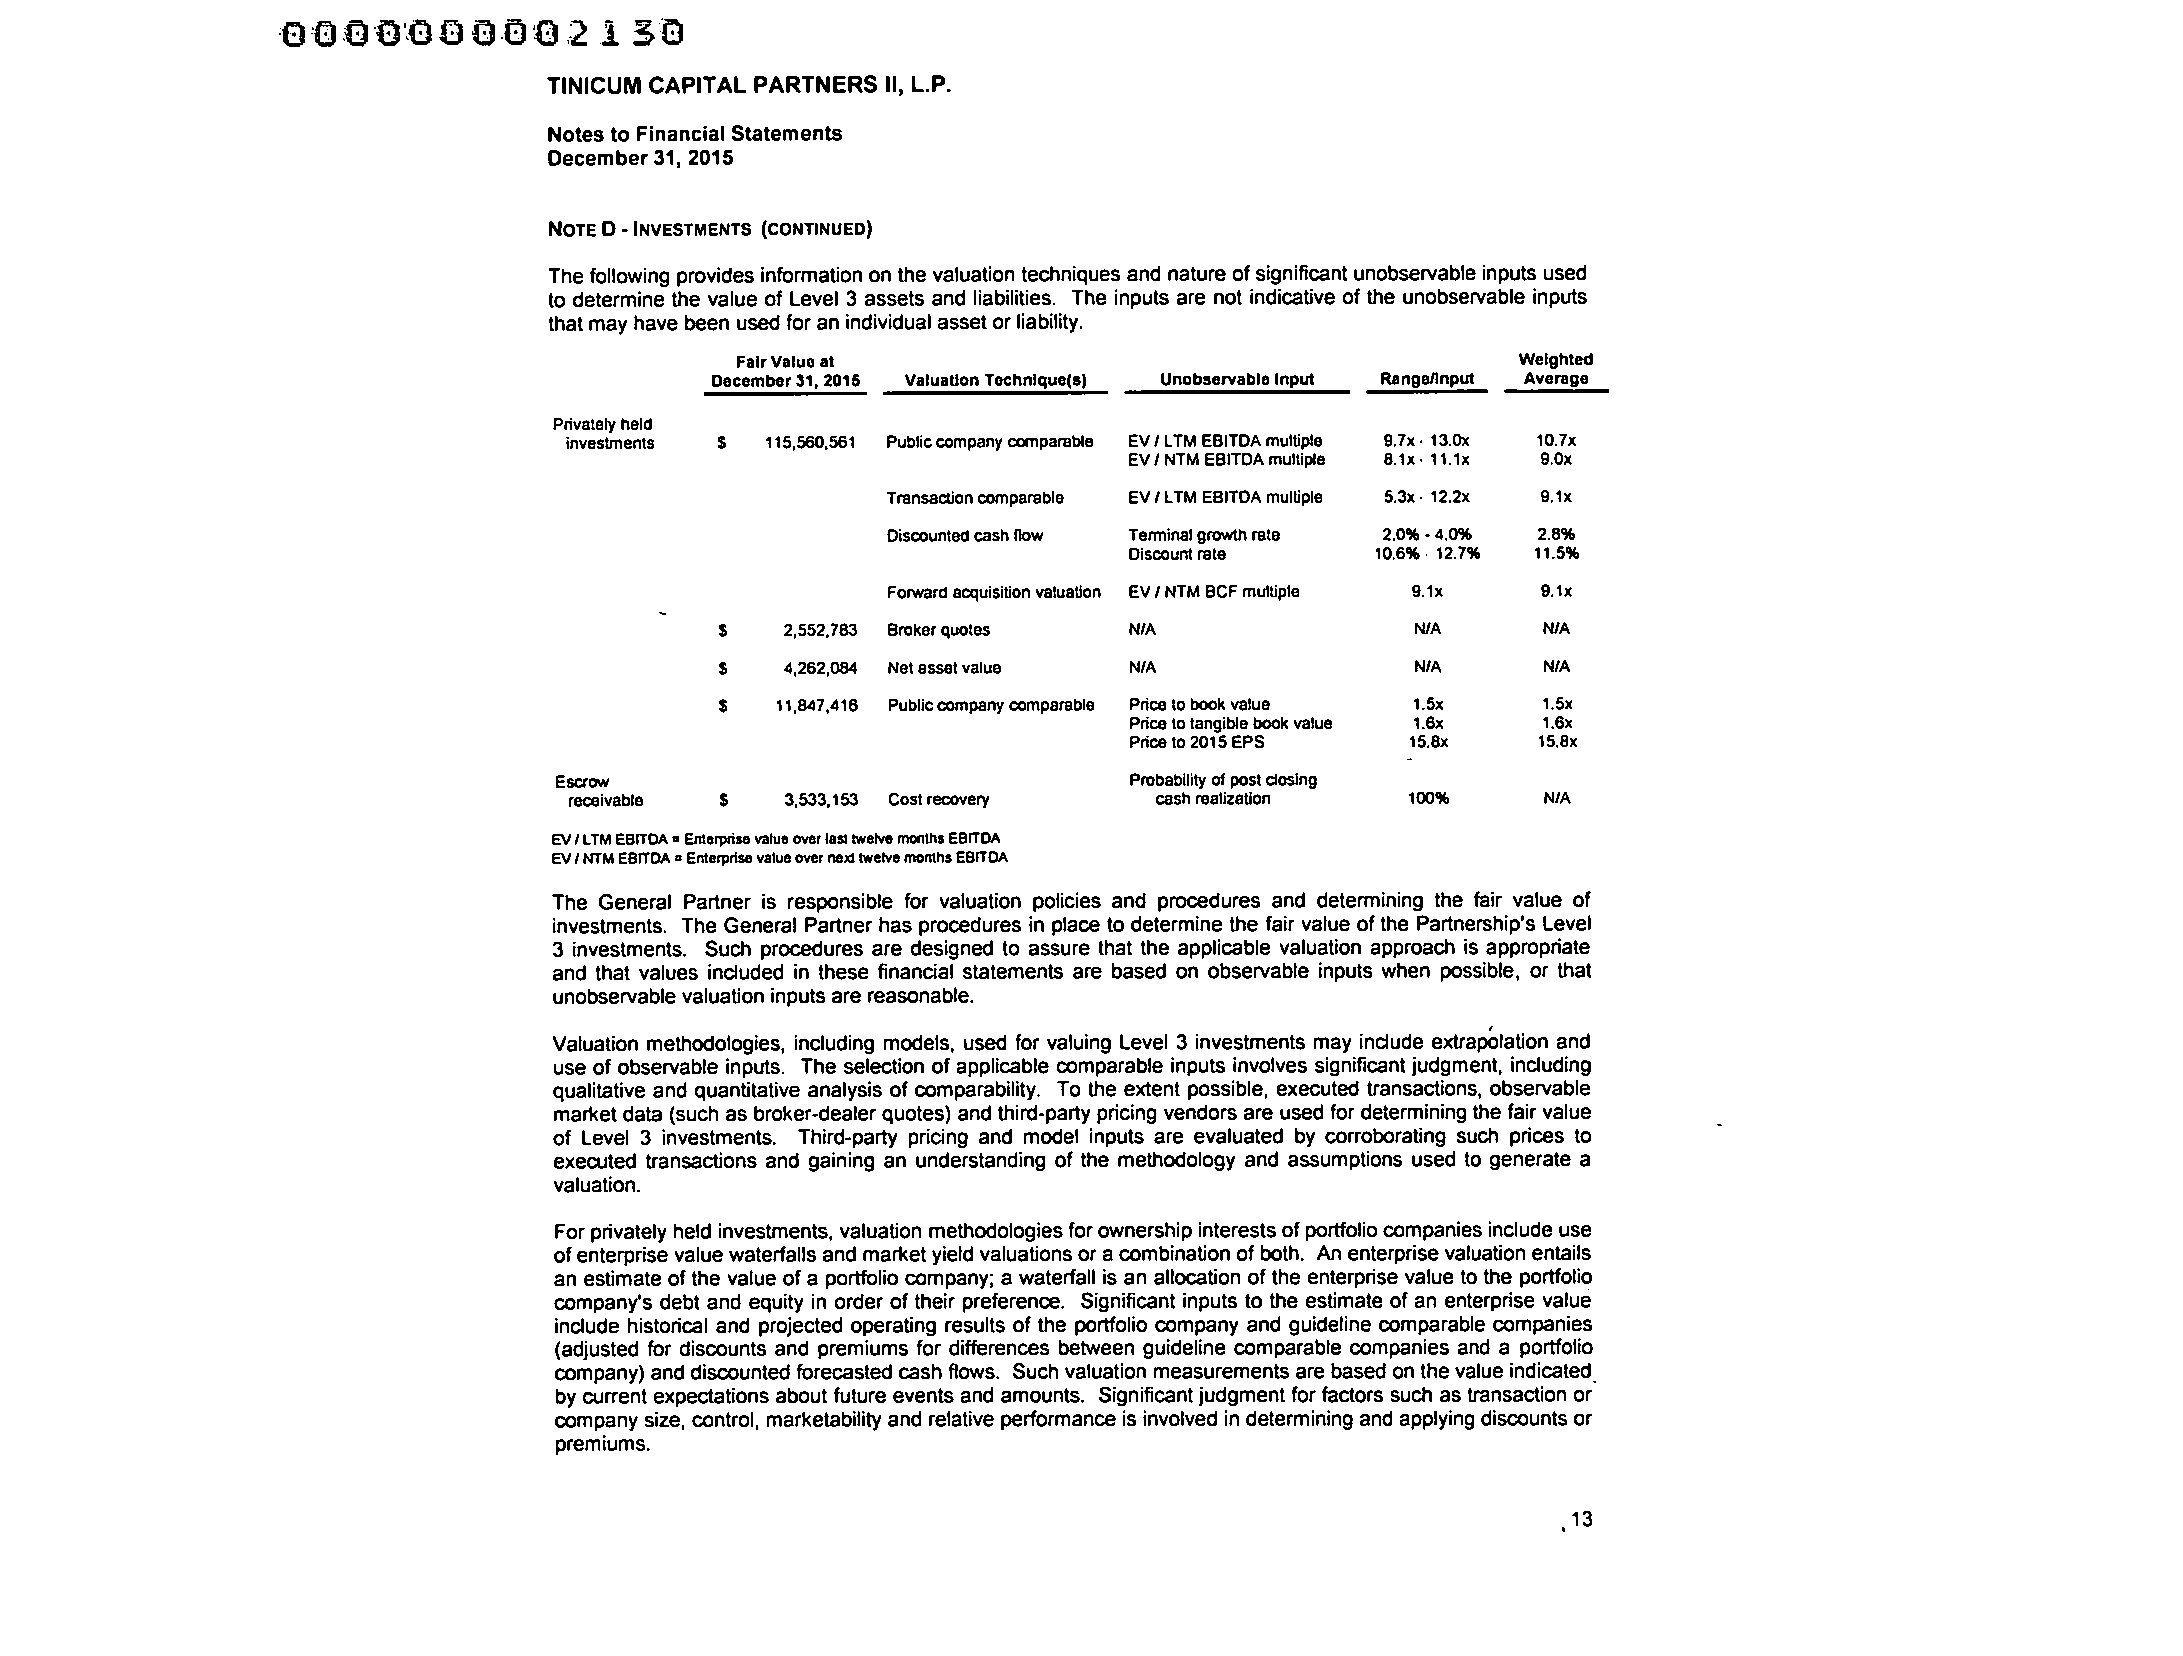 0000000002130
TINICUM CAPITAL PARTNERS II, L.P.
Notes to Financial Statements
December 31, 2015
NOTE D - INVESTMENTS (CONTINUED)
The following provides information on the valuation techniques and nature of significant unobservable inputs used
to determine the value of Level 3 assets and liabilities. The inputs are not indicative of the unobservable inputs
that may have been used for an individual asset or liability.
Fair Value at Weighted
December 31, 2015 Valuation Technique(s) Unobservable Input Range/Input Average
Privately held
investments $ 115,560,561 Public company comparable EV / LTM EBITDA multiple 9.7x - 13.0x 10.7x
EV / NTM EBITDA multiple 8.1x - 11.1x 9.0x
Transaction comparable EV / LTM EBITDA multiple 5.3x - 12.2x 9.1x
Discounted cash flow Terminal growth rate 2.0% - 4.0% 2.8%
Discount rate 10.6% - 12.7% 11.5%
Forward acquisition valuation EV / NTM BCF multiple 9.1x 9.1x
$ 2,552,783 Broker quotes N/A N/A N/A
$ 4,262,084 Net asset value N/A N/A N/A
$ 11,847,416 Public company comparable Price to book value 1.5x 1.5x
Price to tangible book value 1.6x 1.6x
Price to 2015 EPS 15.8x 15.8x
Escrow Probability of post closing
receivable $ 3,533,153 Cost recovery cash realization 100% N/A
EV / LTM EBITDA = Enterprise value over last twelve months EBITDA
EV / NTM EBITDA = Enterprise value over next twelve months EBITDA
The General Partner is responsible for valuation policies and procedures and determining the fair value of
investments. The General Partner has procedures in place to determine the fair value of the Partnership's Level
3 investments. Such procedures are designed to assure that the applicable valuation approach is appropriate
and that values included in these financial statements are based on observable inputs when possible, or that
unobservable valuation inputs are reasonable.
Valuation methodologies, including models, used for valuing Level 3 investments may include extrapolation and
use of observable inputs. The selection of applicable comparable inputs involves significant judgment, including
qualitative and quantitative analysis of comparability. To the extent possible, executed transactions, observable
market data (such as broker-dealer quotes) and third-party pricing vendors are used for determining the fair value
of Level 3 investments. Third-party pricing and model inputs are evaluated by corroborating such prices to
executed transactions and gaining an understanding of the methodology and assumptions used to generate a
valuation.
For privately held investments, valuation methodologies for ownership interests of portfolio companies include use
of enterprise value waterfalls and market yield valuations or a combination of both. An enterprise valuation entails
an estimate of the value of a portfolio company; a waterfall is an allocation of the enterprise value to the portfolio
company's debt and equity in order of their preference. Significant inputs to the estimate of an enterprise value
include historical and projected operating results of the portfolio company and guideline comparable companies
(adjusted for discounts and premiums for differences between guideline comparable companies and a portfolio
company) and discounted forecasted cash flows. Such valuation measurements are based on the value indicated
by current expectations about future events and amounts. Significant judgment for factors such as transaction or
company size, control, marketability and relative performance is involved in determining and applying discounts or
premiums.
13